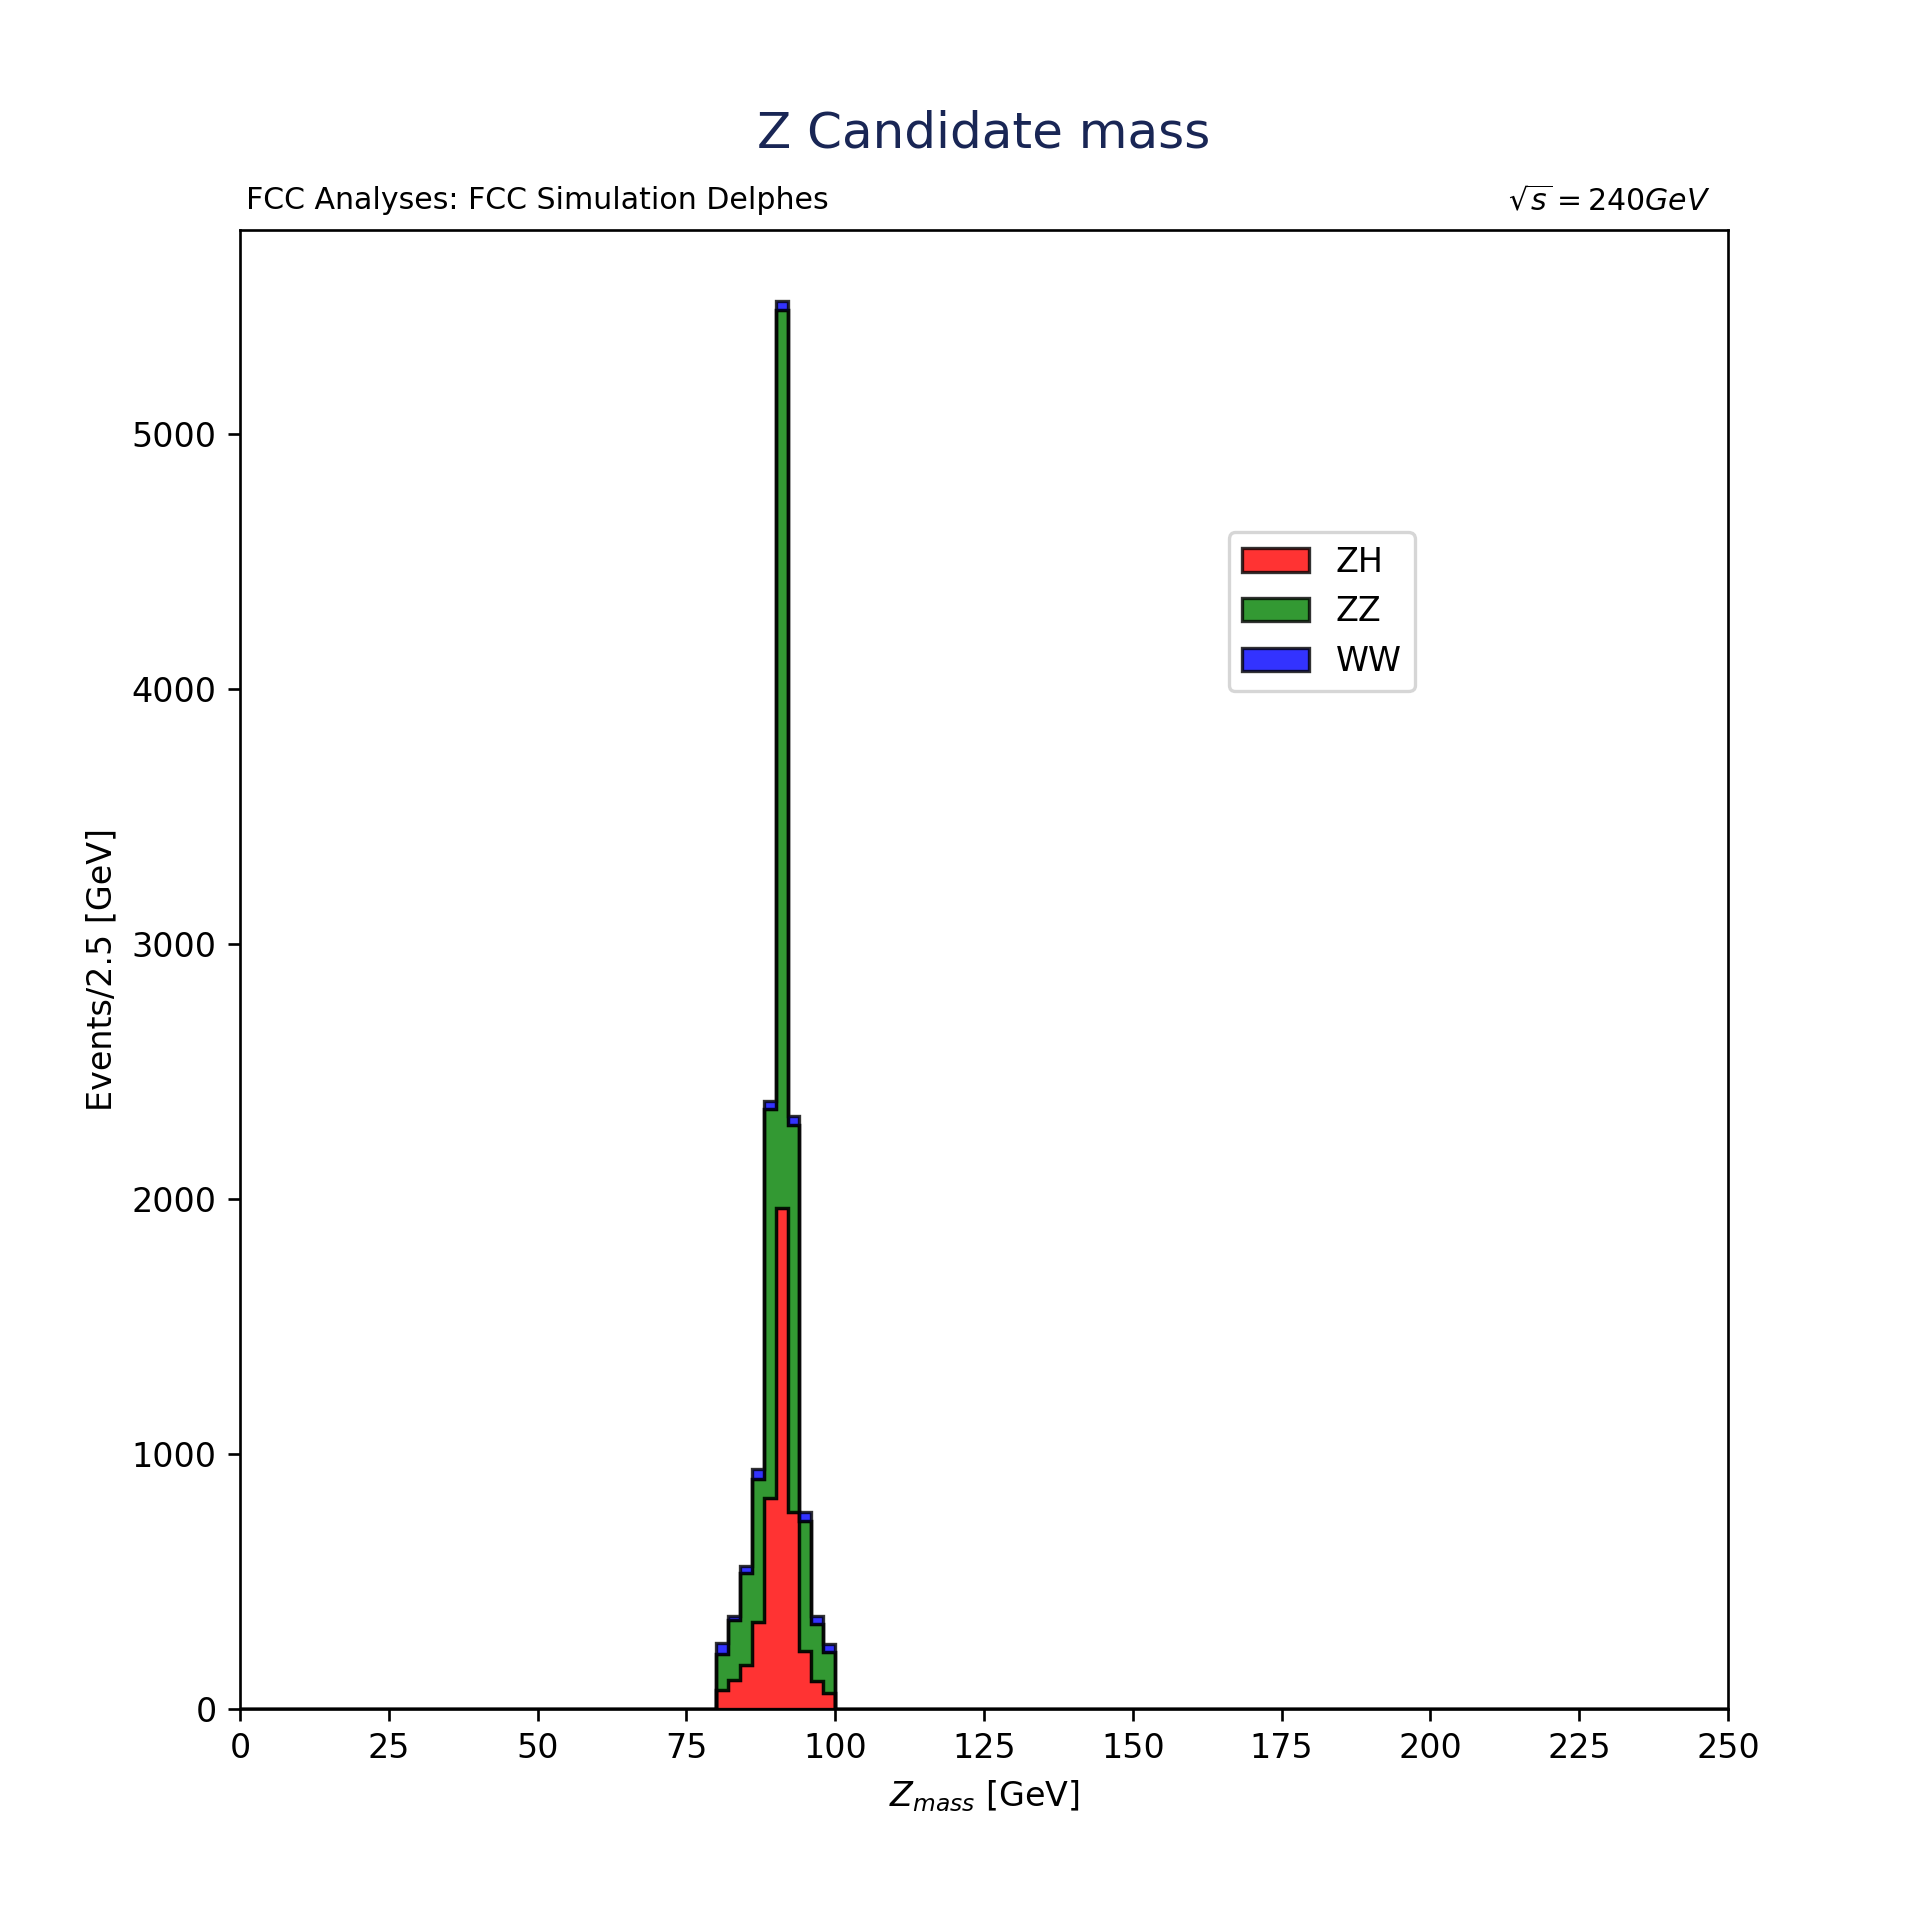 Z Candidate mass
FCC Analyses: FCC Simulation Delphes
√s = 240GeV
5000
4000
3000
2000
1000
0
Events/2.5 [GeV]
ZH
ZZ
WW
0 25 50 75 100 125 150 175 200 225 250
Z_mass [GeV]